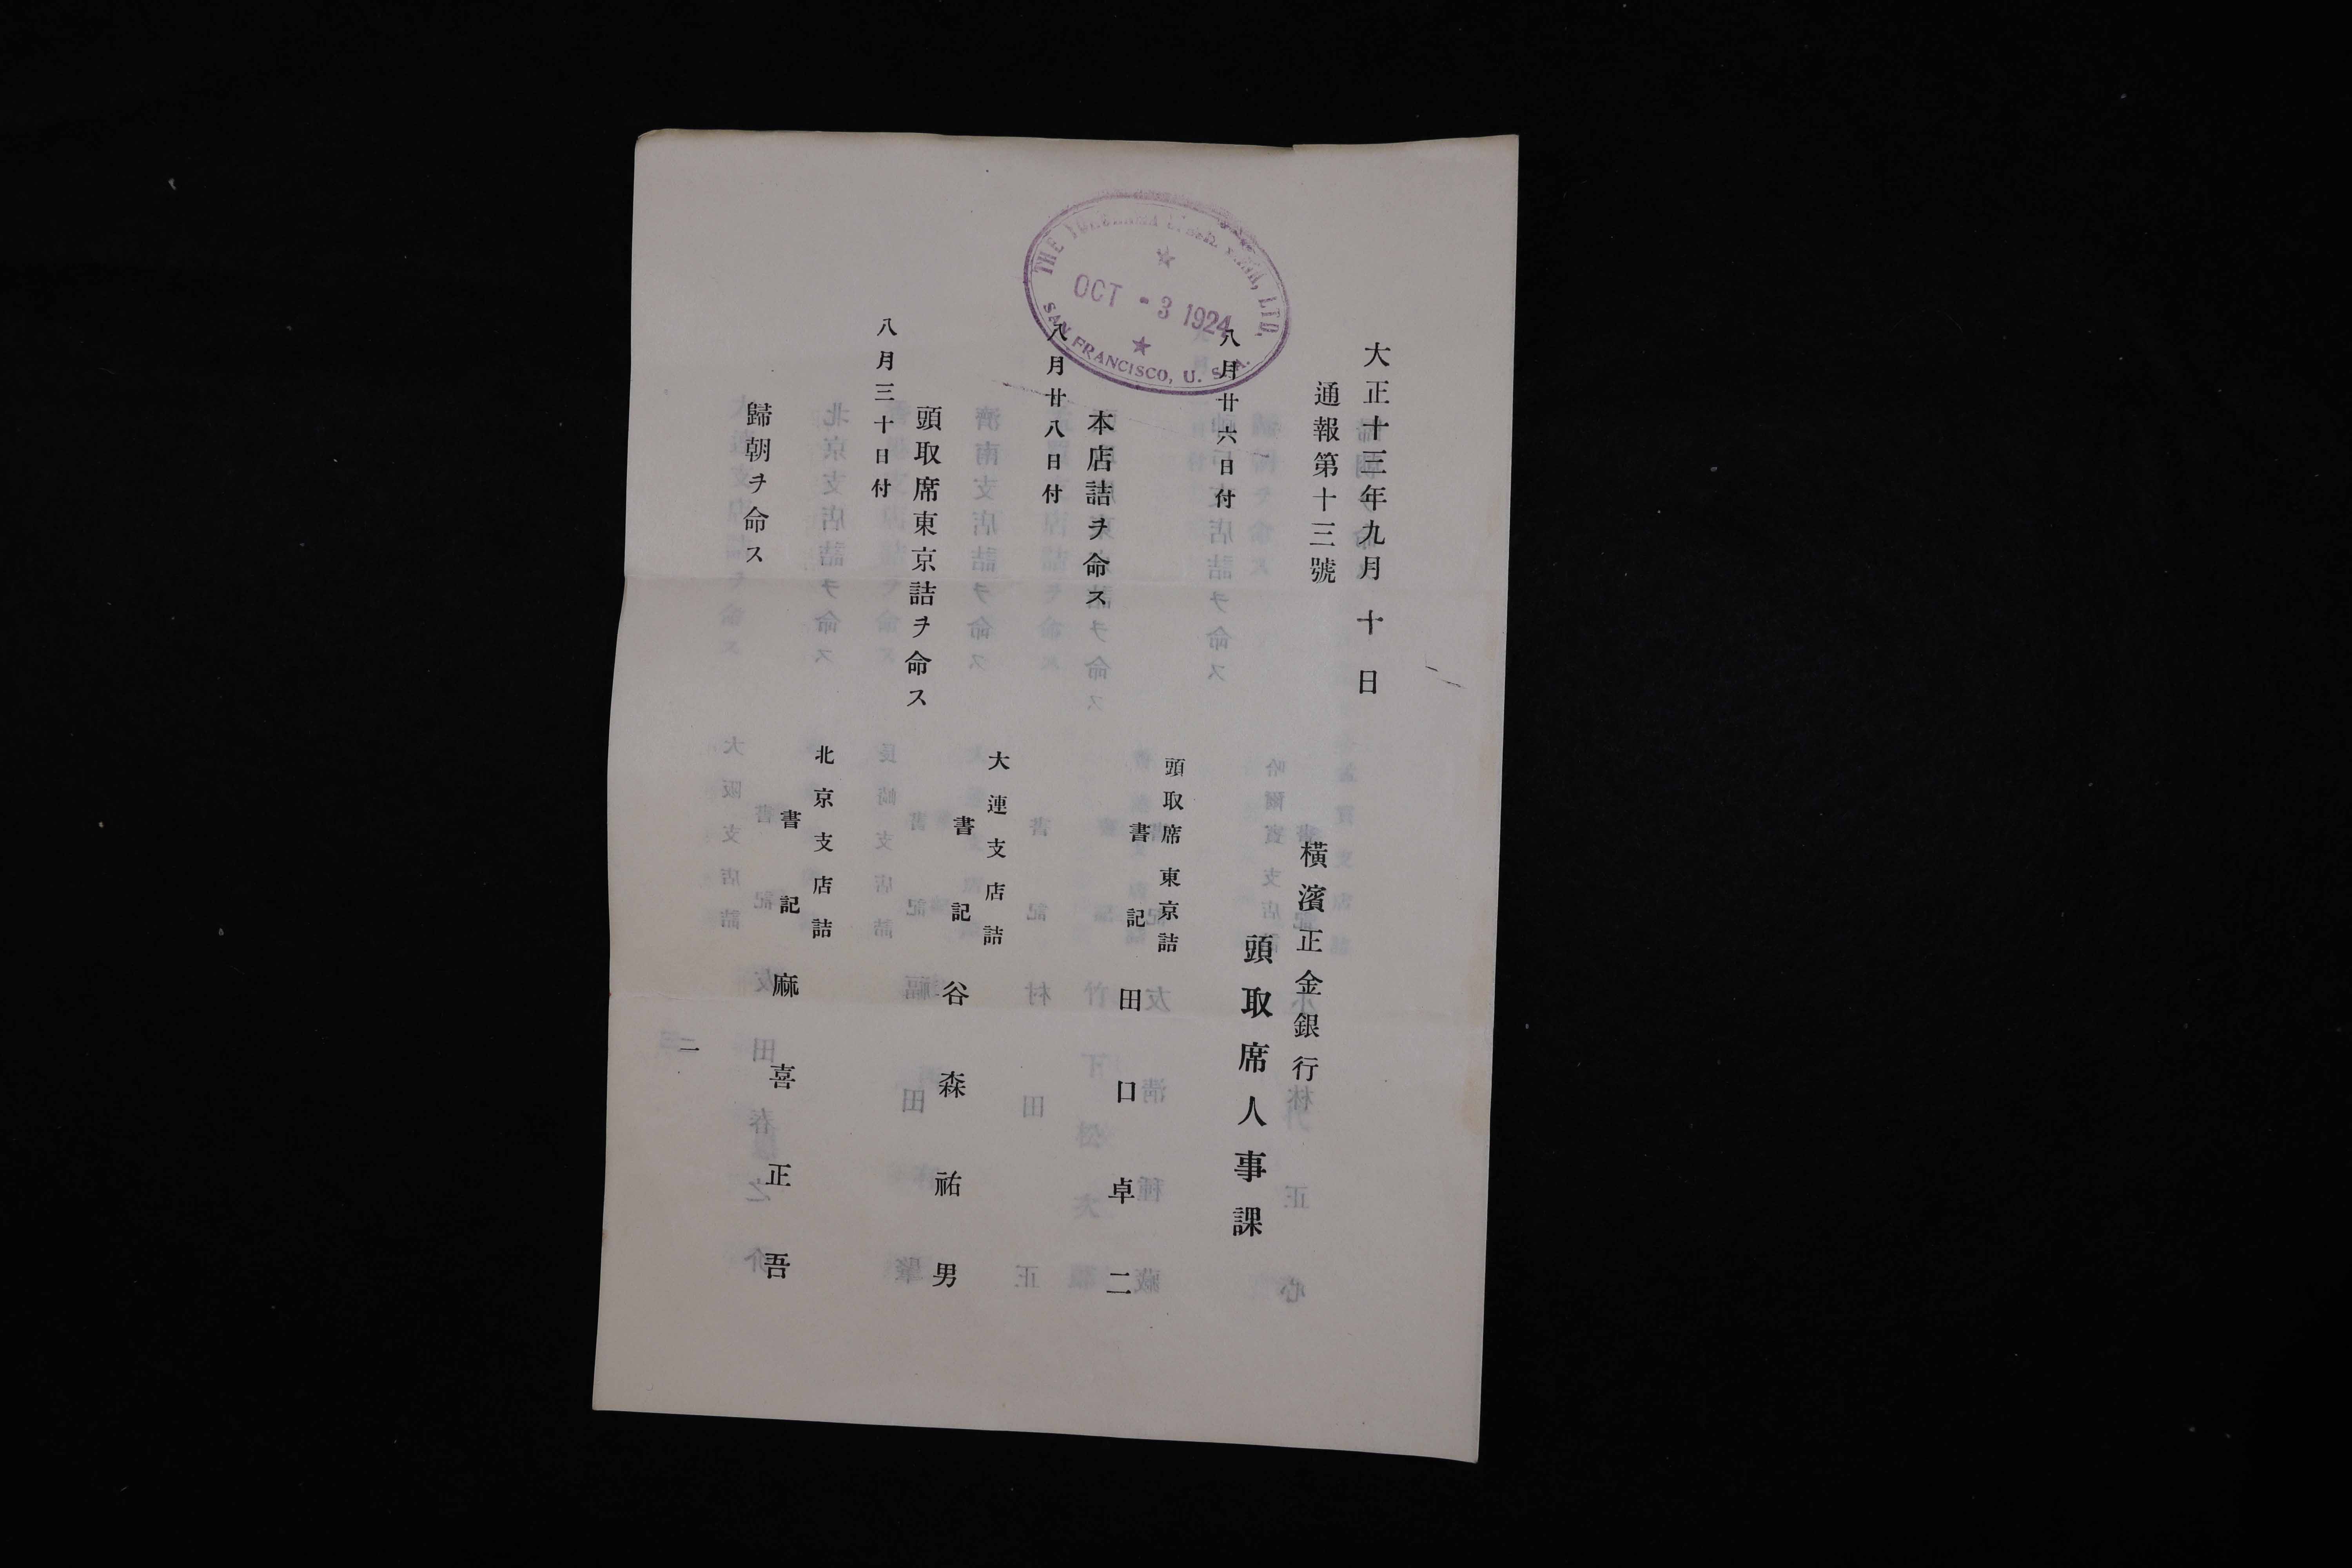 大正十三年九月十日
通報第十三號
橫濱正金銀行
頭取席人事課
八月廿六日付
頭取席東京詰
書記 田口卓二
本店詰ヲ命ス
八月廿八日付
大連支店詰
書記 谷森祐男
頭取席東京詰ヲ命ス
八月三十日付
北京支店詰
書記 麻喜正吾
歸朝ヲ命ス
THE YOKOHAMA SPECIE BANK, LTD.
OCT - 3 1924
SAN FRANCISCO, U. S. A.